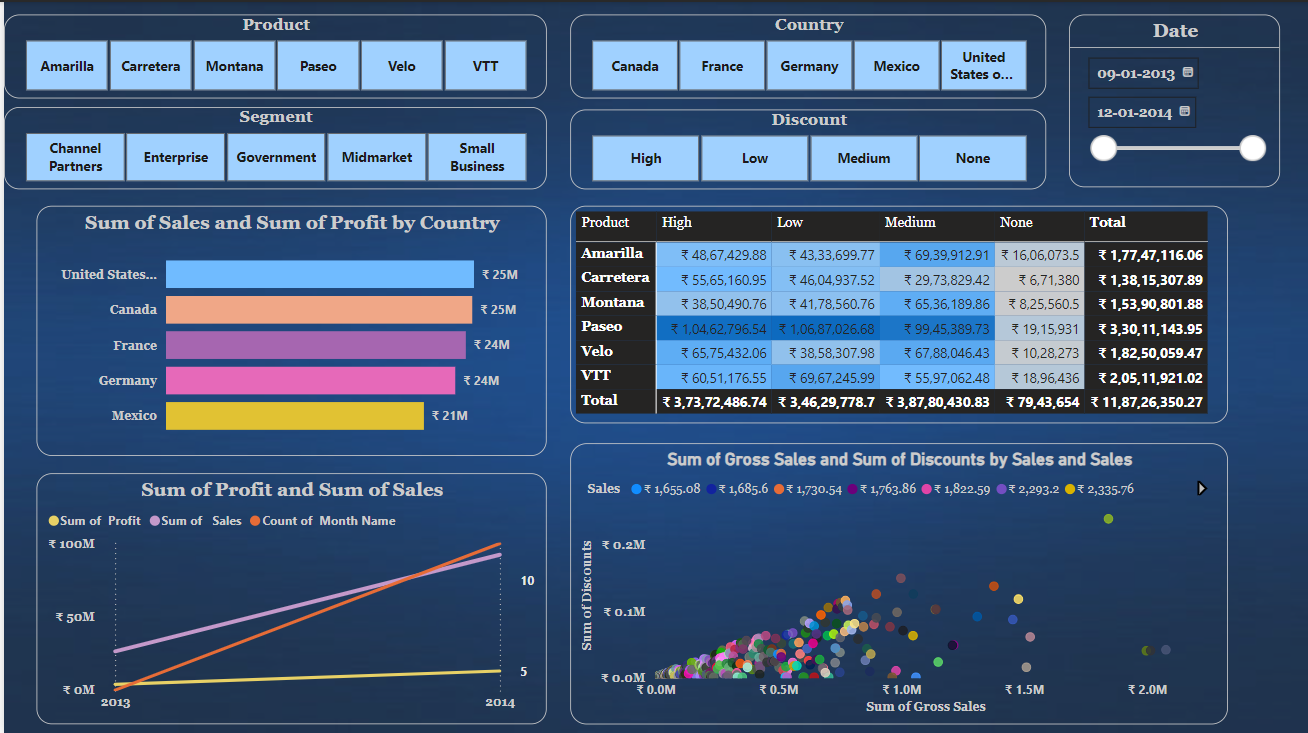 Product
Amarilla Carretera Montana Paseo Velo VTT
Country
Canada France Germany Mexico United States o...
Date
09-01-2013
12-01-2014
Segment
Channel Partners Enterprise Government Midmarket Small Business
Discount
High Low Medium None
Sum of Sales and Sum of Profit by Country
United States... ₹ 25M
Canada ₹ 25M
France ₹ 24M
Germany ₹ 24M
Mexico ₹ 21M
Product High Low Medium None Total
Amarilla ₹ 48,67,429.88 ₹ 43,33,699.77 ₹ 69,39,912.91 ₹ 16,06,073.5 ₹ 1,77,47,116.06
Carretera ₹ 55,65,160.95 ₹ 46,04,937.52 ₹ 29,73,829.42 ₹ 6,71,380 ₹ 1,38,15,307.89
Montana ₹ 38,50,490.76 ₹ 41,78,560.76 ₹ 65,36,189.86 ₹ 8,25,560.5 ₹ 1,53,90,801.88
Paseo ₹ 1,04,62,796.54 ₹ 1,06,87,026.68 ₹ 99,45,389.73 ₹ 19,15,931 ₹ 3,30,11,143.95
Velo ₹ 65,75,432.06 ₹ 38,58,307.98 ₹ 67,88,046.43 ₹ 10,28,273 ₹ 1,82,50,059.47
VTT ₹ 60,51,176.55 ₹ 69,67,245.99 ₹ 55,97,062.48 ₹ 18,96,436 ₹ 2,05,11,921.02
Total ₹ 3,73,72,486.74 ₹ 3,46,29,778.7 ₹ 3,87,80,430.83 ₹ 79,43,654 ₹ 11,87,26,350.27
Sum of Profit and Sum of Sales
Sum of Profit Sum of Sales Count of Month Name
₹ 100M
₹ 50M
₹ 0M
10
5
2013 2014
Sum of Gross Sales and Sum of Discounts by Sales and Sales
Sales ₹ 1,655.08 ₹ 1,685.6 ₹ 1,730.54 ₹ 1,763.86 ₹ 1,822.59 ₹ 2,293.2 ₹ 2,335.76
Sum of Discounts
₹ 0.2M
₹ 0.1M
₹ 0.0M
₹ 0.0M ₹ 0.5M ₹ 1.0M ₹ 1.5M ₹ 2.0M
Sum of Gross Sales